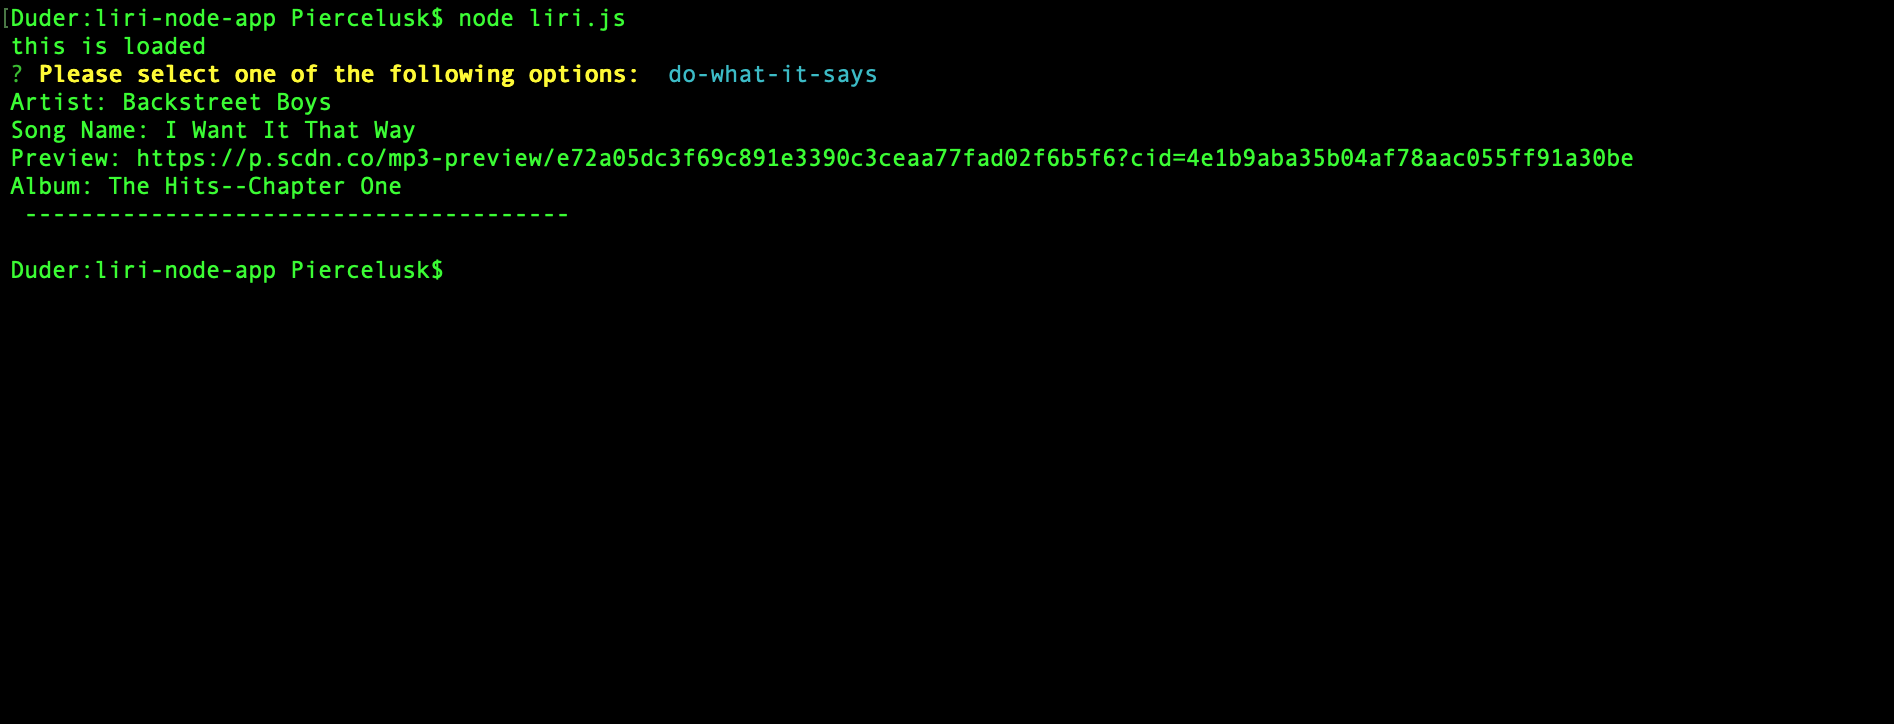 [Duder:liri-node-app Piercelusk$ node liri.js
this is loaded
? Please select one of the following options:  do-what-it-says
Artist: Backstreet Boys
Song Name: I Want It That Way
Preview: https://p.scdn.co/mp3-preview/e72a05dc3f69c891e3390c3ceaa77fad02f6b5f6?cid=4e1b9aba35b04af78aac055ff91a30be
Album: The Hits--Chapter One
 ---------------------------------------
Duder:liri-node-app Piercelusk$